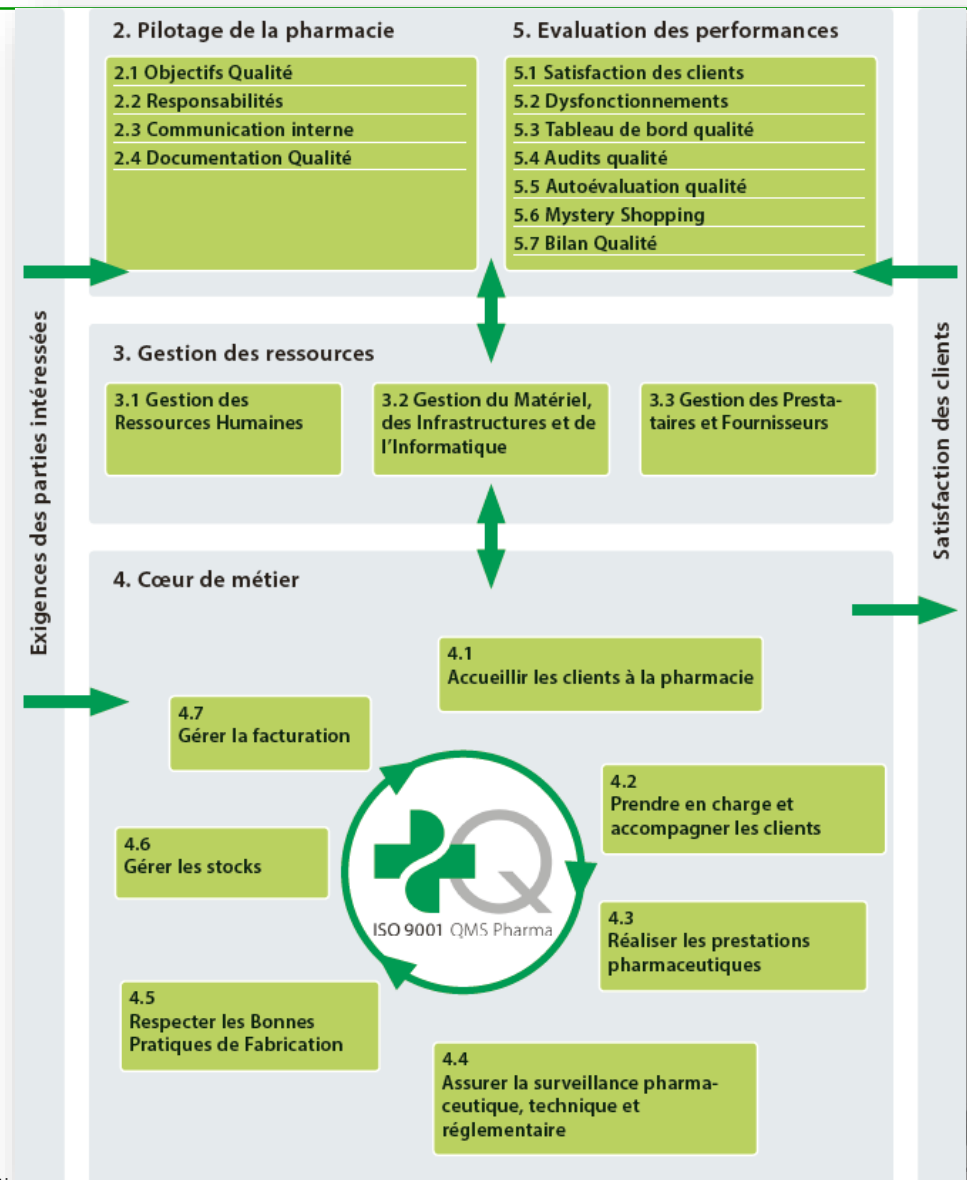 2. Pilotage de la pharmacie
2.1 Objectifs Qualité
2.2 Responsabilités
2.3 Communication interne
2.4 Documentation Qualité
5. Evaluation des performances
5.1 Satisfaction des clients
5.2 Dysfonctionnements
5.3 Tableau de bord qualité
5.4 Audits qualité
5.5 Autoévaluation qualité
5.6 Mystery Shopping
5.7 Bilan Qualité
Exigences des parties intéressées
Satisfaction des clients
3. Gestion des ressources
3.1 Gestion des
Ressources Humaines
3.2 Gestion du Matériel,
des Infrastructures et de
l'Informatique
3.3 Gestion des Presta-
taires et Fournisseurs
4. Cœur de métier
4.1
Accueillir les clients à la pharmacie
4.2
Prendre en charge et
accompagner les clients
4.3
Réaliser les prestations
pharmaceutiques
4.4
Assurer la surveillance pharma-
ceutique, technique et
réglementaire
4.5
Respecter les Bonnes
Pratiques de Fabrication
4.6
Gérer les stocks
4.7
Gérer la facturation
Q
ISO 9001 QMS Pharma